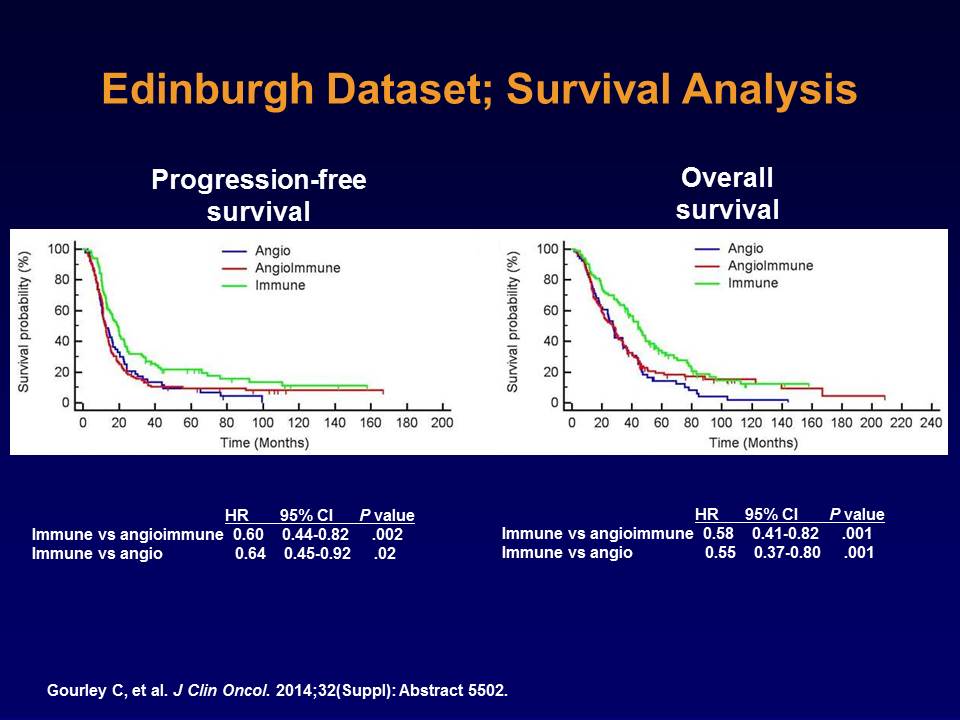 Edinburgh Dataset; Survival Analysis
Progression-free
survival
Survival probability (%)
100
80
60
40
20
0
Angio
AngioImmune
Immune
0 20 40 60 80 100 120 140 160 180 200
Time (Months)
HR 95% CI P value
Immune vs angioimmune 0.60 0.44-0.82 .002
Immune vs angio 0.64 0.45-0.92 .02
Overall
survival
Survival probability (%)
100
80
60
40
20
0
Angio
AngioImmune
Immune
0 20 40 60 80 100 120 140 160 180 200 220 240
Time (Months)
HR 95% CI P value
Immune vs angioimmune 0.58 0.41-0.82 .001
Immune vs angio 0.55 0.37-0.80 .001
Gourley C, et al. J Clin Oncol. 2014;32(Suppl): Abstract 5502.